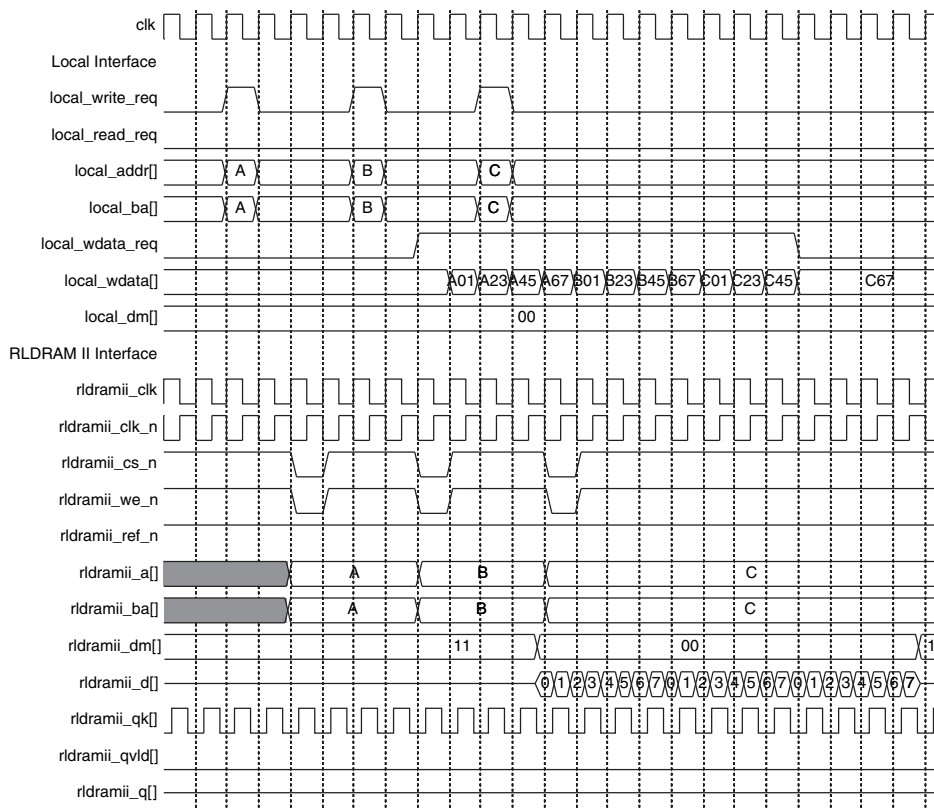 clk
Local Interface
local_write_req
local_read_req
local_addr[] A B C
local_ba[] A B C
local_wdata_req
local_wdata[] A01 A23 A45 A67 B01 B23 B45 B67 C01 C23 C45 C67
local_dm[] 00
RLDRAM II Interface
rldramii_clk
rldramii_clk_n
rldramii_cs_n
rldramii_we_n
rldramii_ref_n
rldramii_a[] A B C
rldramii_ba[] A B C
rldramii_dm[] 11 00 1
rldramii_d[] 0 1 2 3 4 5 6 7 0 1 2 3 4 5 6 7 0 1 2 3 4 5 6 7
rldramii_qk[]
rldramii_qvld[]
rldramii_q[]